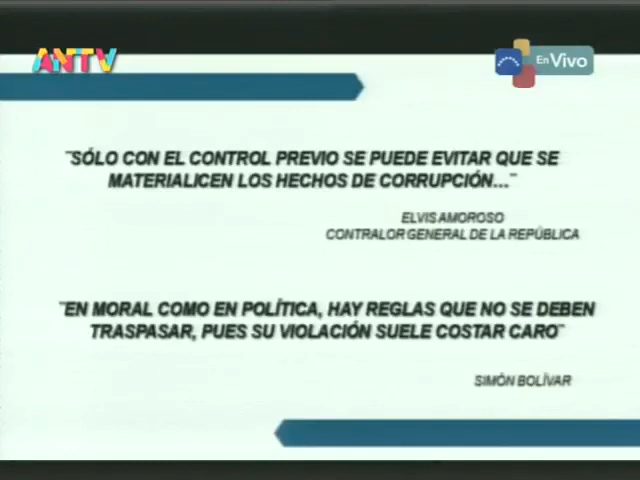 ANTV
En Vivo
¨SÓLO CON EL CONTROL PREVIO SE PUEDE EVITAR QUE SE
MATERIALICEN LOS HECHOS DE CORRUPCIÓN...¨
ELVIS AMOROSO
CONTRALOR GENERAL DE LA REPÚBLICA
¨EN MORAL COMO EN POLÍTICA, HAY REGLAS QUE NO SE DEBEN
TRASPASAR, PUES SU VIOLACIÓN SUELE COSTAR CARO¨
SIMÓN BOLÍVAR